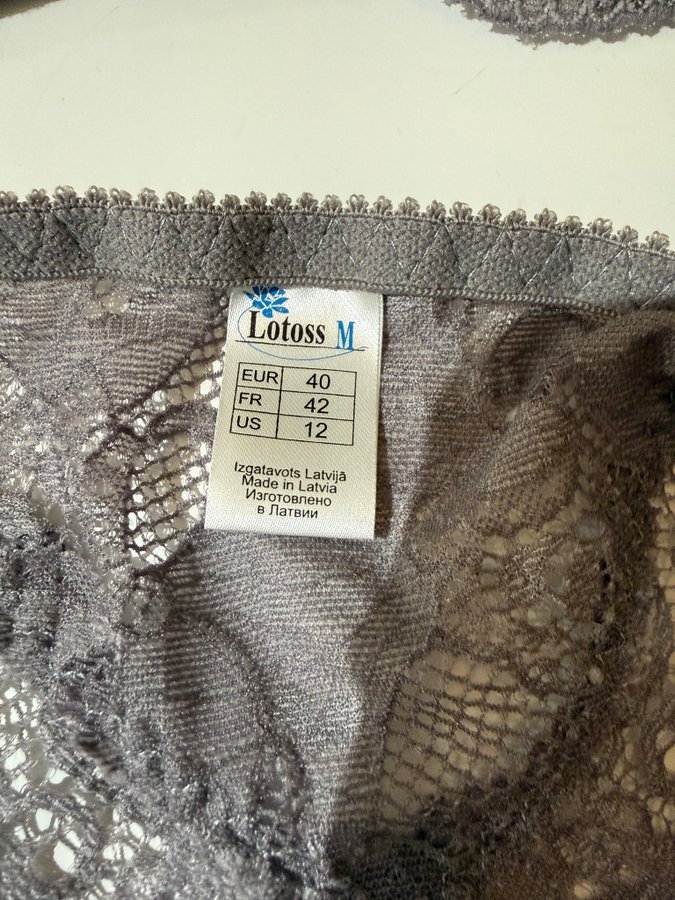 Lotoss M
EUR 40
FR 42
US 12
Izgatavots Latvijā
Made in Latvia
Изготовлено
в Латвии